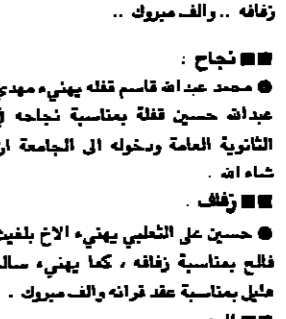 زفافه .. والف مبروك ..
■■ نجاح :
● محمد عبدالله قاسم قفله يهنيء مهدي
عبدالله حسين قفلة بمناسبة نجاحه في
الثانوية العامة ودخوله الى الجامعة ان
شاء الله .
■■ زفاف .
● حسين على الثعلبي يهنيء الاخ بلغيث
فالح بمناسبة زفافه ، كما يهنيء سالم
هثيل بمناسبة عقد قرانه والف مبروك .